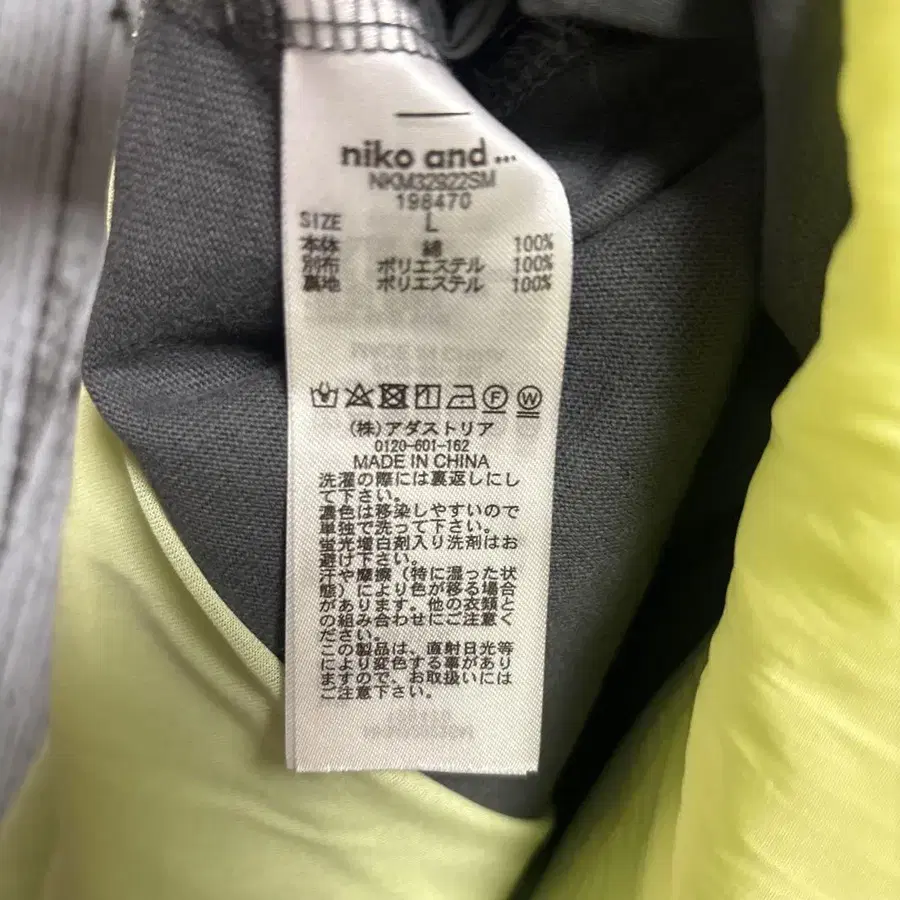 niko and ...
NKM32922SM
198470
SIZE L
本体 綿 100%
別布 ポリエステル 100%
裏地 ポリエステル 100%
F W
(株)アダストリア
0120-601-162
MADE IN CHINA
洗濯の際には裏返しにし
て下さい。
濃色は移染しやすいので
単独で洗って下さい。
蛍光増白剤入り洗剤はお
避け下さい。
汗や摩擦(特に湿った状
態)により色が移る場合
があります。他の衣類と
の組み合わせにご注意く
ださい。
この製品は、直射日光等
により変色する事があり
ますので、お取扱いには
ご注意下さい。